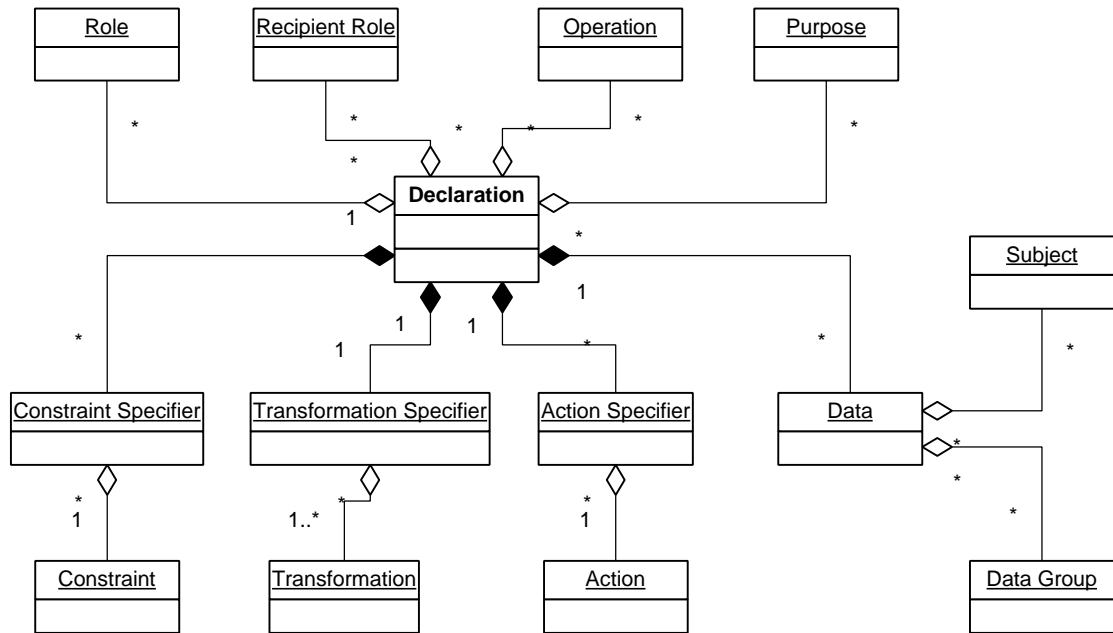 Role
Recipient Role
Operation
Purpose
*
*
*
*
*
*
*
Declaration
1
*
1
Subject
*
1
1
1
*
*
*
Constraint Specifier
Transformation Specifier
Action Specifier
Data
*
*
*
*
*
1
1..*
1
*
Constraint
Transformation
Action
Data Group